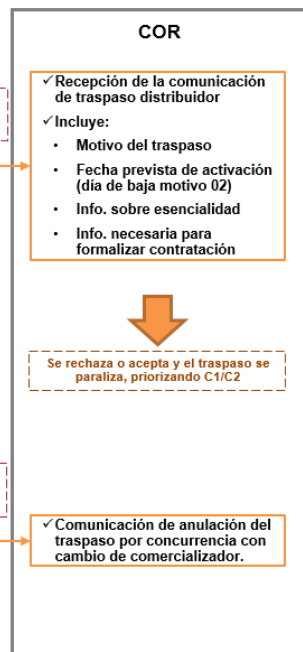 COR
✓Recepción de la comunicación
de traspaso distribuidor
✓Incluye:
• Motivo del traspaso
• Fecha prevista de activación
(día de baja motivo 02)
• Info. sobre esencialidad
• Info. necesaria para
formalizar contratación
Se rechaza o acepta y el traspaso se
paraliza, priorizando C1/C2
✓Comunicación de anulación del
traspaso por concurrencia con
cambio de comercializador.